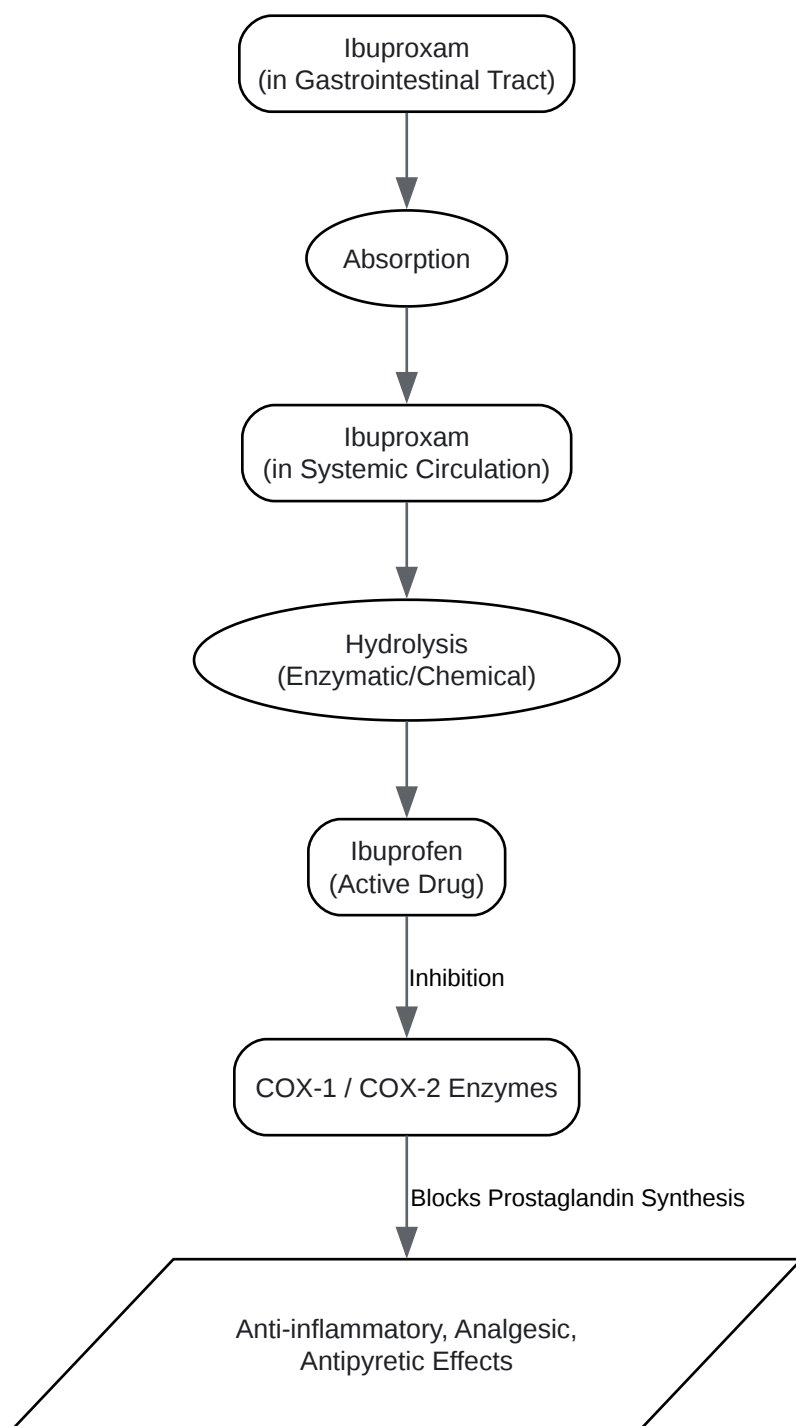 Ibuproxam
(in Gastrointestinal Tract)
Absorption
Ibuproxam
(in Systemic Circulation)
Hydrolysis
(Enzymatic/Chemical)
Ibuprofen
(Active Drug)
Inhibition
COX-1 / COX-2 Enzymes
Blocks Prostaglandin Synthesis
Anti-inflammatory, Analgesic,
Antipyretic Effects